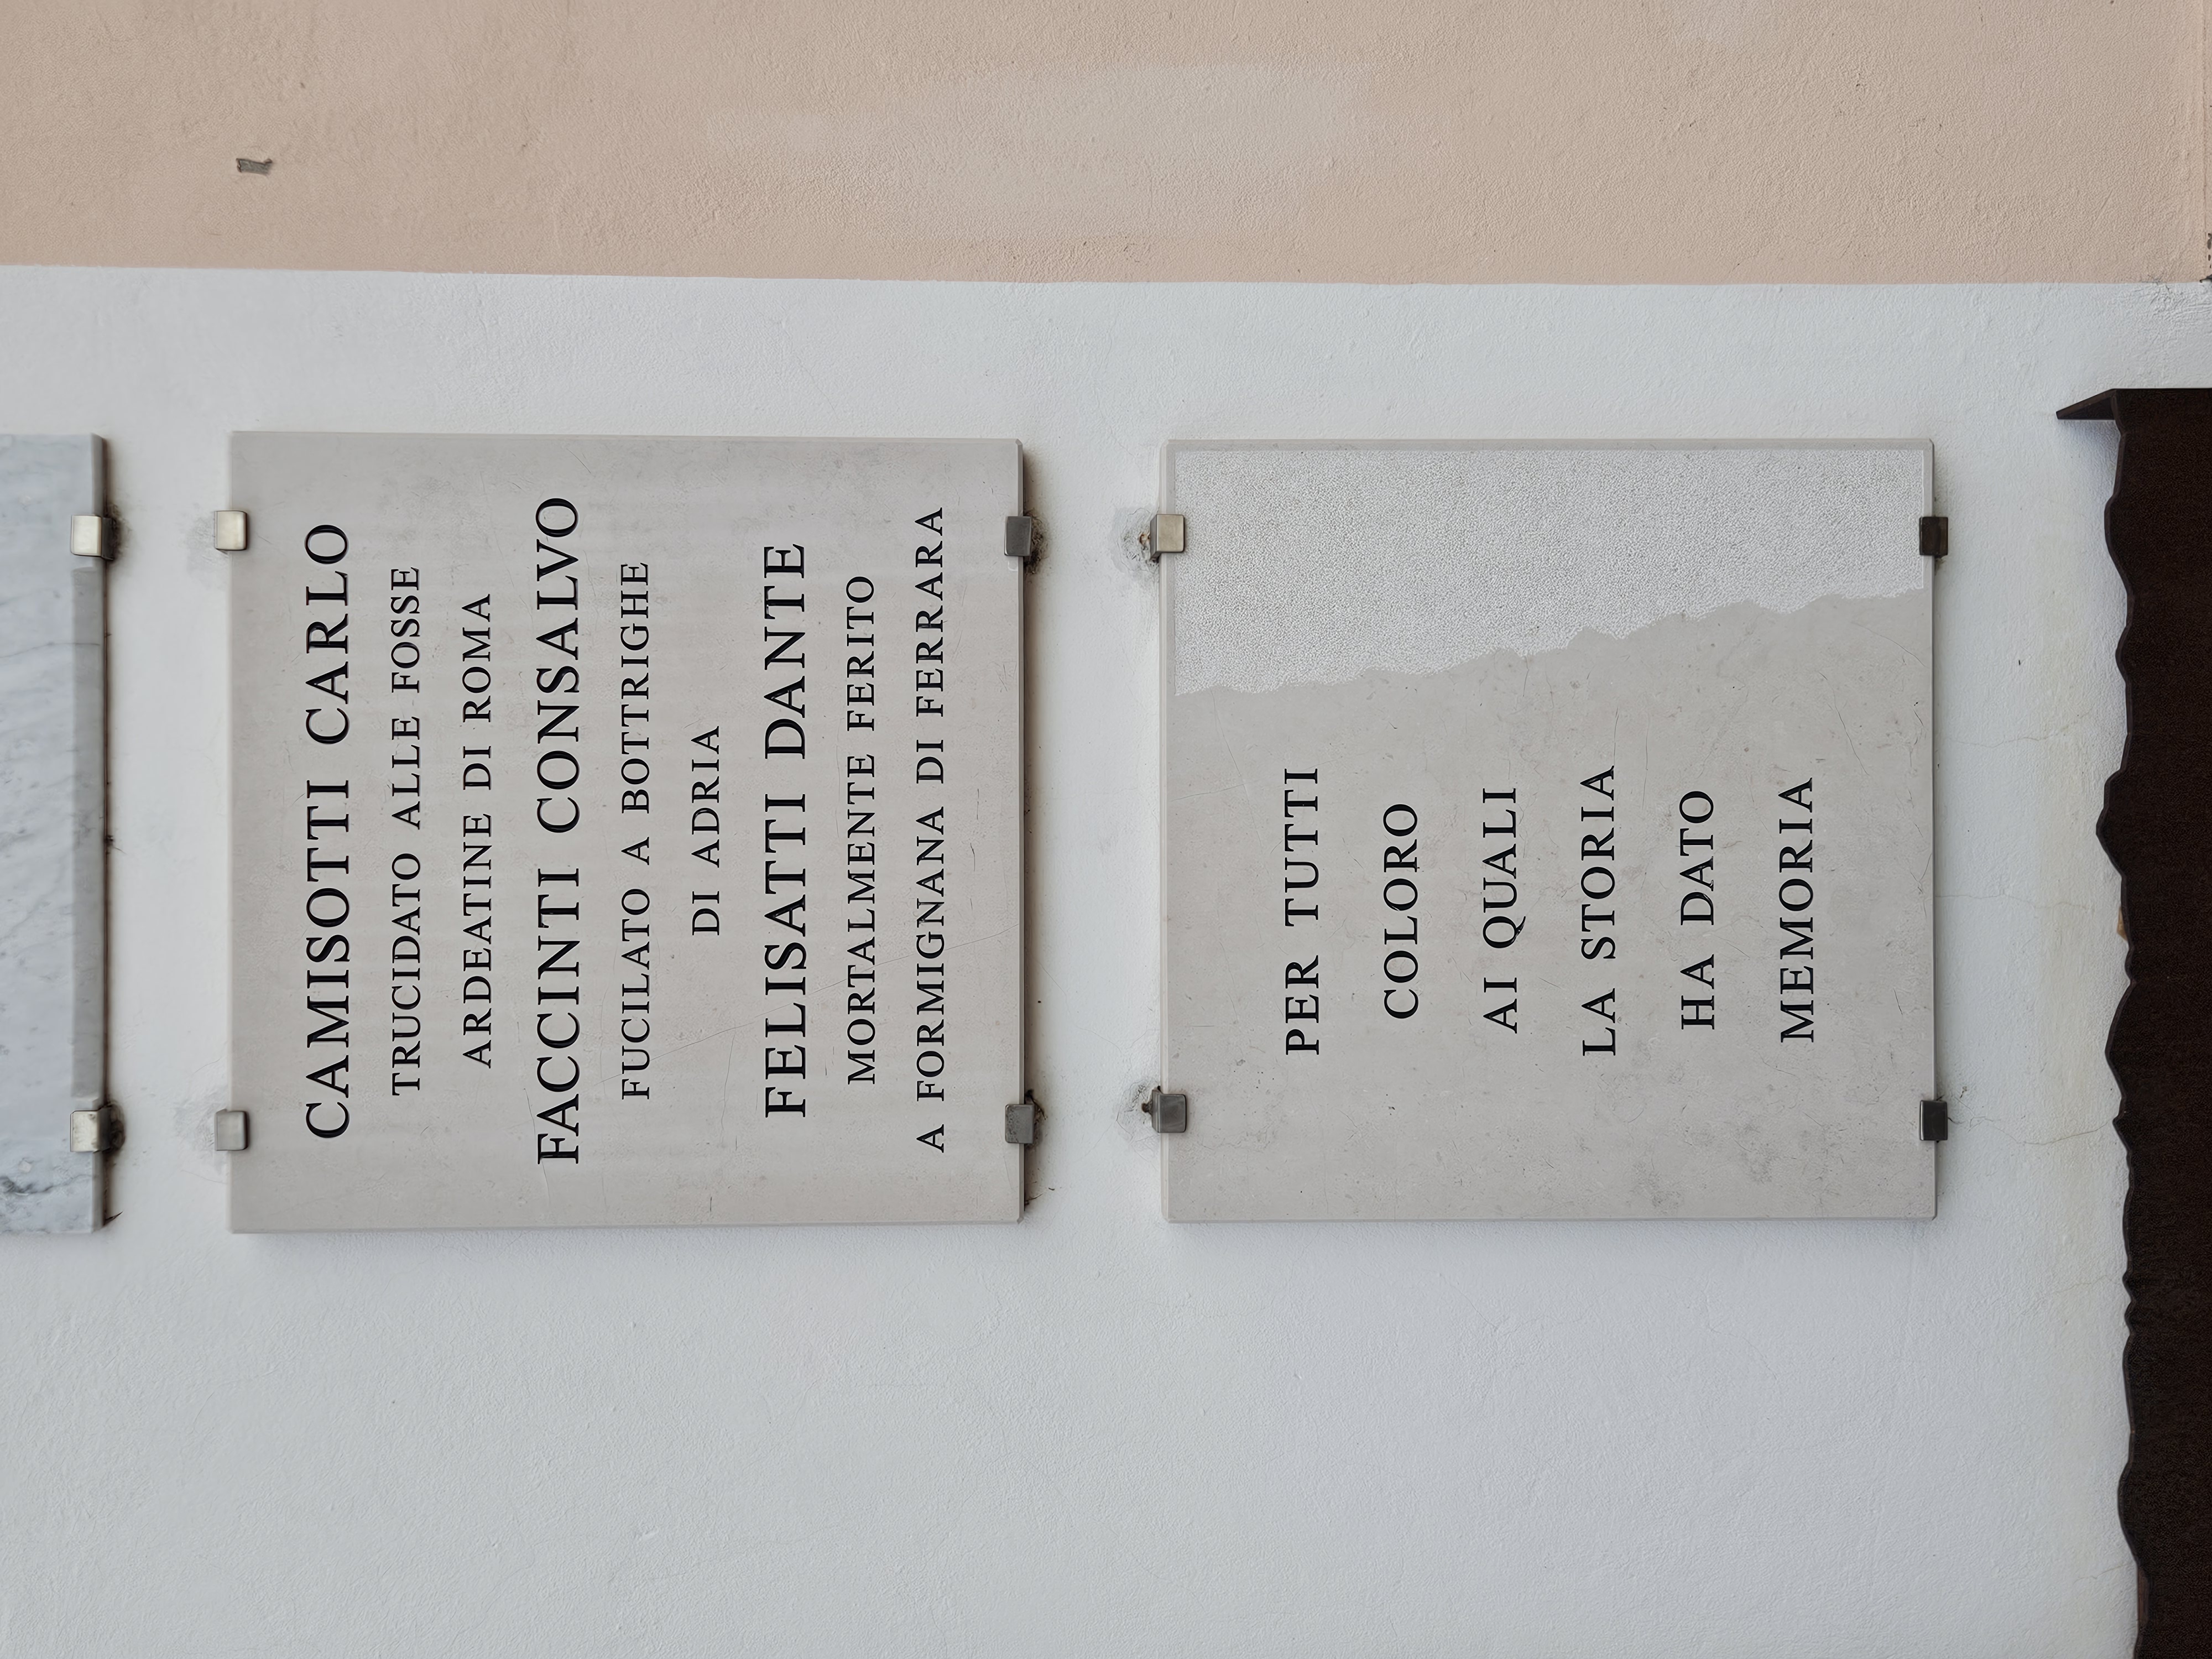 CAMISOTTI CARLO
TRUCIDATO ALLE FOSSE
ARDEATINE DI ROMA
FACCINTI CONSALVO
FUCILATO A BOTTRIGHE
DI ADRIA
FELISATTI DANTE
MORTALMENTE FERITO
A FORMIGNANA DI FERRARA
PER TUTTI
COLORO
AI QUALI
LA STORIA
HA DATO
MEMORIA